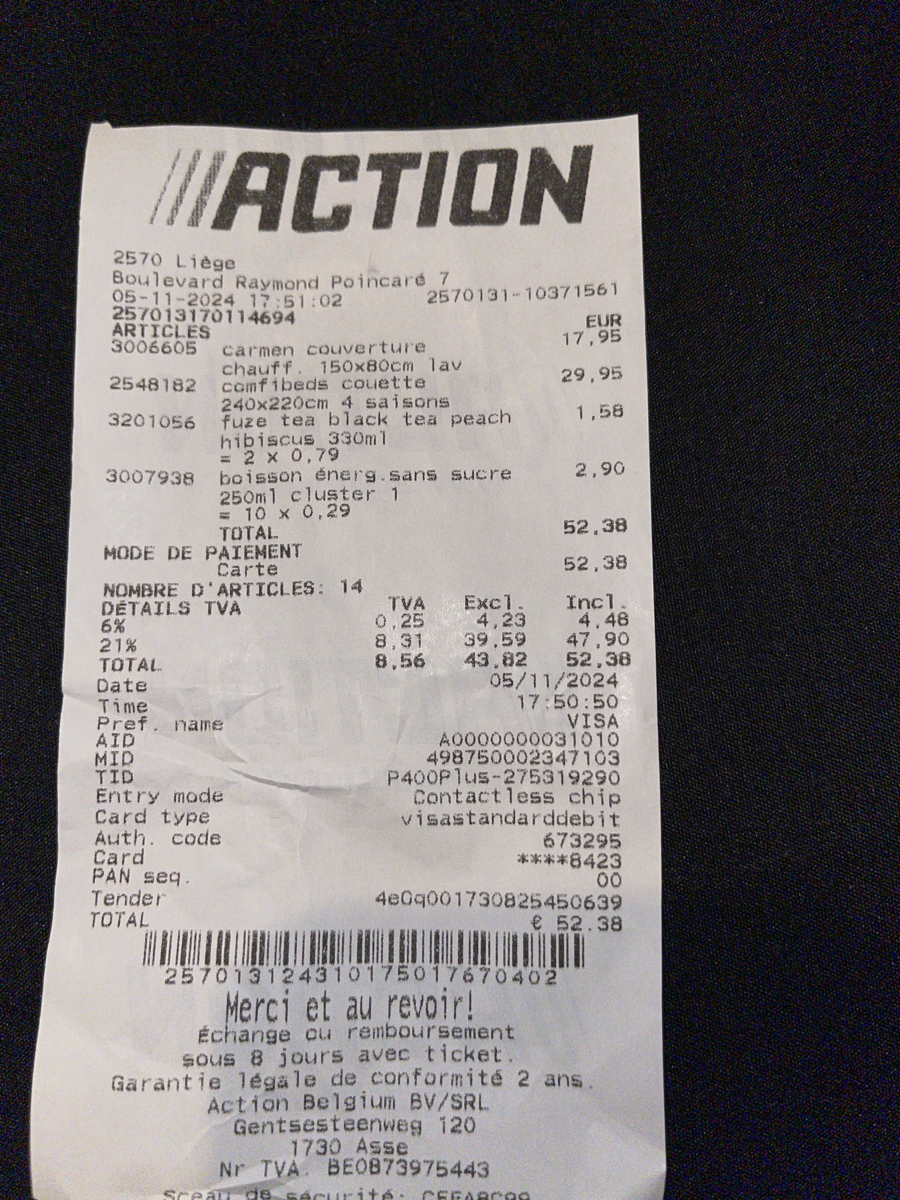 ACTION
2570 Liège
Boulevard Raymond Poincaré 7
05-11-2024 17:51:02 2570131-10371561
257013170114694 EUR
ARTICLES
3006605 carmen couverture 17,95
chauff. 150x80cm lav
2548182 comfibeds couette 29,95
240x220cm 4 saisons
3201056 fuze tea black tea peach 1,58
hibiscus 330ml
= 2 x 0,79
3007938 boisson énerg.sans sucre 2,90
250ml cluster 1
= 10 x 0,29
TOTAL 52,38
MODE DE PAIEMENT
Carte 52,38
NOMBRE D'ARTICLES: 14
DÉTAILS TVA TVA Excl. Incl.
6% 0,25 4,23 4,48
21% 8,31 39,59 47,90
TOTAL 8,56 43,82 52,38
Date 05/11/2024
Time 17:50:50
Pref. name VISA
AID A0000000031010
MID 498750002347103
TID P400Plus-275319290
Entry mode Contactless chip
Card type visastandarddebit
Auth. code 673295
Card ****8423
PAN seq. 00
Tender 4eGq001730825450639
TOTAL € 52.38
257013124310175017670402
Merci et au revoir!
Échange ou remboursement
sous 8 jours avec ticket.
Garantie légale de conformité 2 ans.
Action Belgium BV/SRL
Gentsesteenweg 120
1730 Asse
Nr TVA. BE0873975443
Sceau de sécurité: